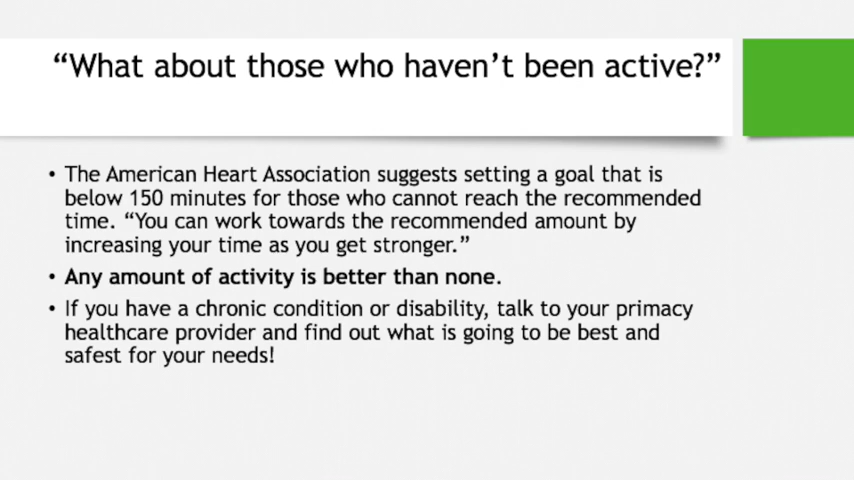 “What about those who haven’t been active?”
• The American Heart Association suggests setting a goal that is
below 150 minutes for those who cannot reach the recommended
time. “You can work towards the recommended amount by
increasing your time as you get stronger.”
• Any amount of activity is better than none.
• If you have a chronic condition or disability, talk to your primacy
healthcare provider and find out what is going to be best and
safest for your needs!